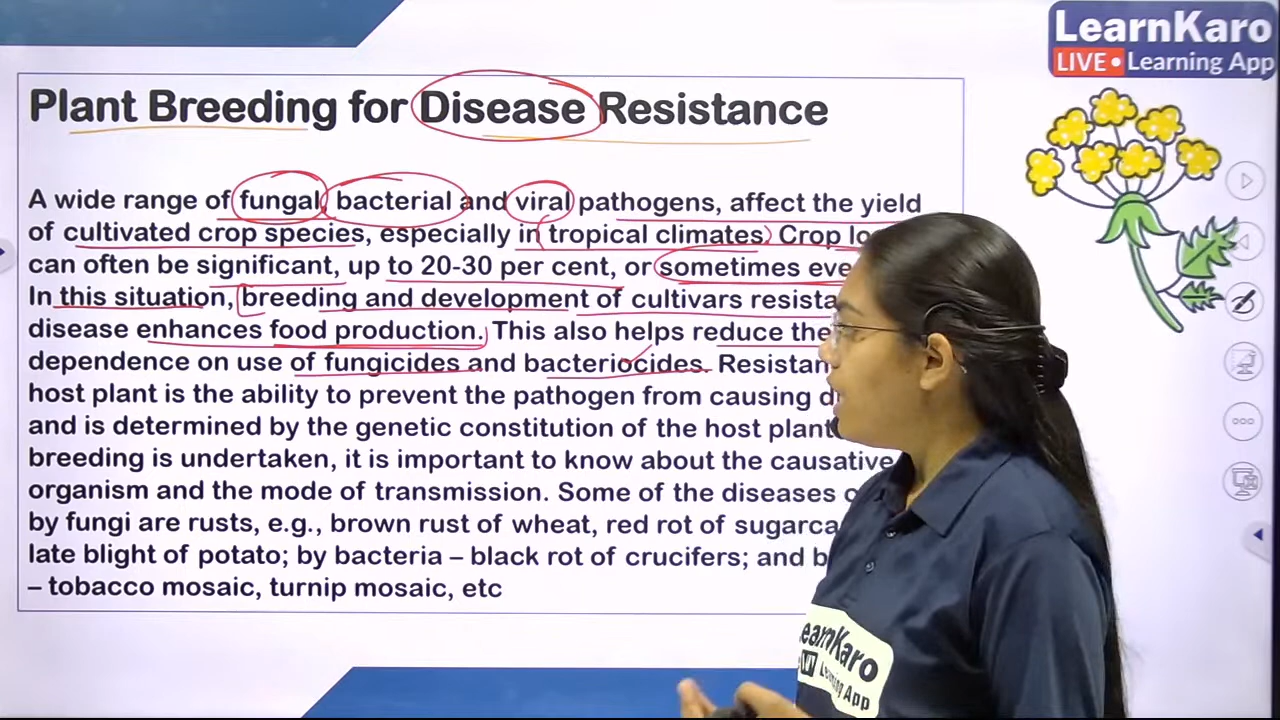 LearnKaro
LIVE • Learning App
Plant Breeding for Disease Resistance
A wide range of fungal, bacterial and viral pathogens, affect the yield
of cultivated crop species, especially in tropical climates. Crop
can often be significant, up to 20-30 per cent, or sometimes
In this situation, breeding and development of cultivars
disease enhances food production. This also helps reduce the
dependence on use of fungicides and bacteriocides.
host plant is the ability to prevent the pathogen from causing
and is determined by the genetic constitution of the host
breeding is undertaken, it is important to know about the causative
organism and the mode of transmission. Some of the diseases
by fungi are rusts, e.g., brown rust of wheat, red rot of
late blight of potato; by bacteria – black rot of crucifers; and
– tobacco mosaic, turnip mosaic, etc
Learning App